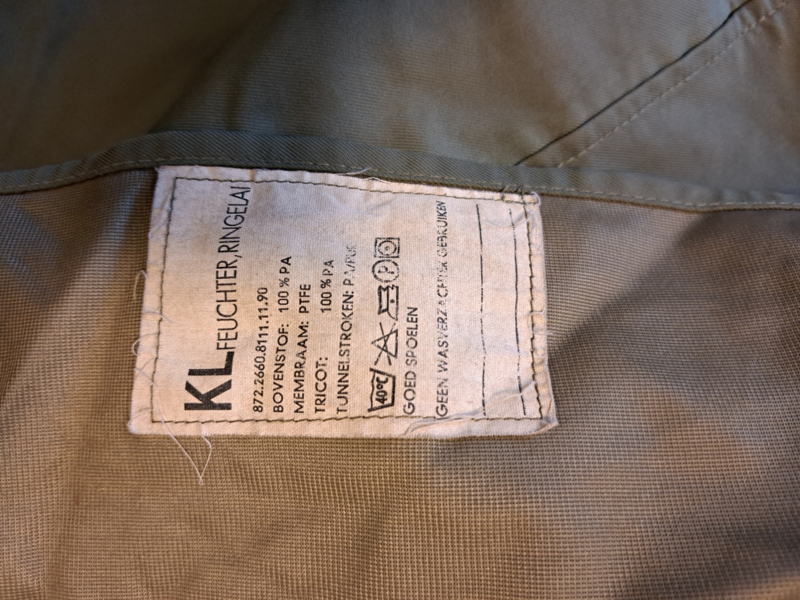 KL FEUCHTER, RINGELAI
872.2660.8111.11.90
BOVENSTOF: 100 % PA
MEMBRAAM: PTFE
TRICOT: 100 % PA
TUNNELSTROKEN: PA/PUR
40°C P
GOED SPOELEN
GEEN WASVERZACHTER GEBRUIKEN